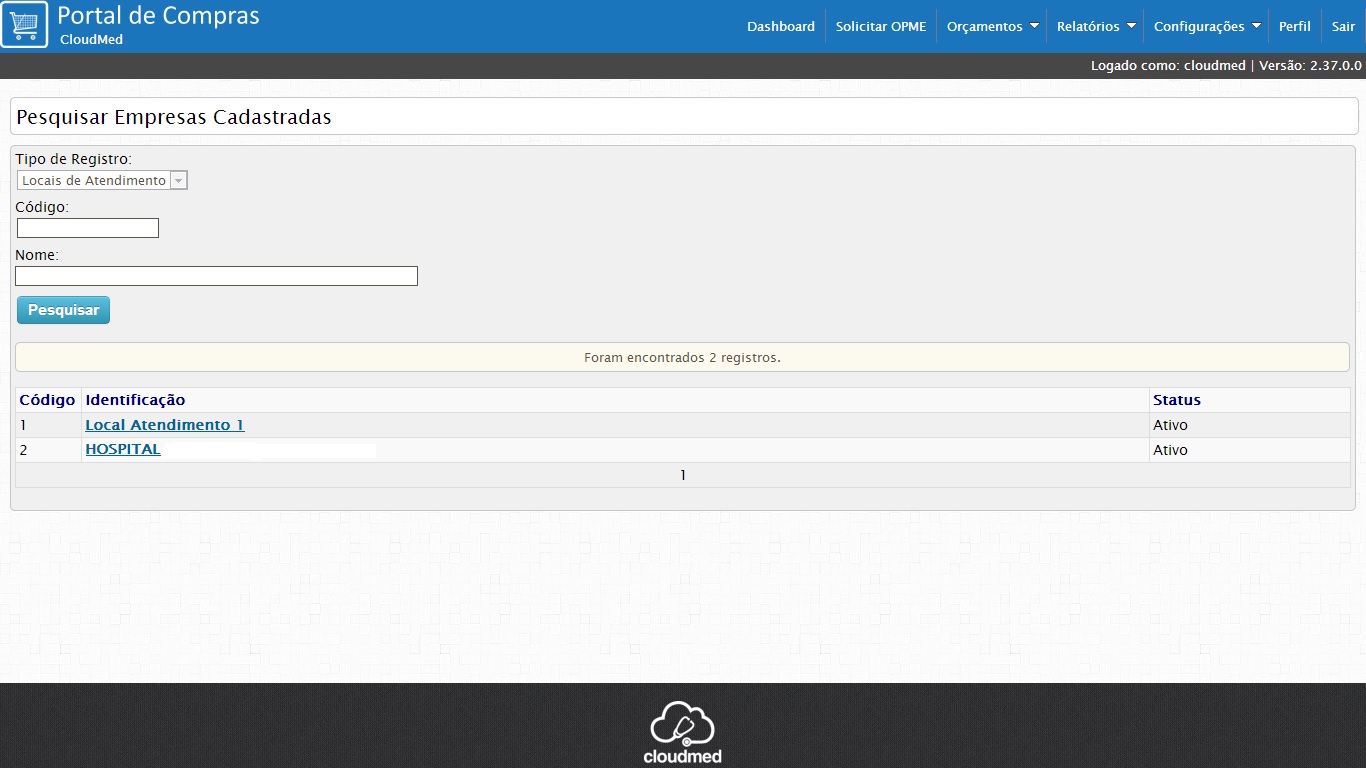 Portal de Compras
CloudMed
Dashboard Solicitar OPME Orçamentos Relatórios Configurações Perfil Sair
Logado como: cloudmed | Versão: 2.37.0.0
Pesquisar Empresas Cadastradas
Tipo de Registro:
Locais de Atendimento
Código:
Nome:
Pesquisar
Foram encontrados 2 registros.
Código Identificação Status
1 Local Atendimento 1 Ativo
2 HOSPITAL Ativo
1
cloudmed